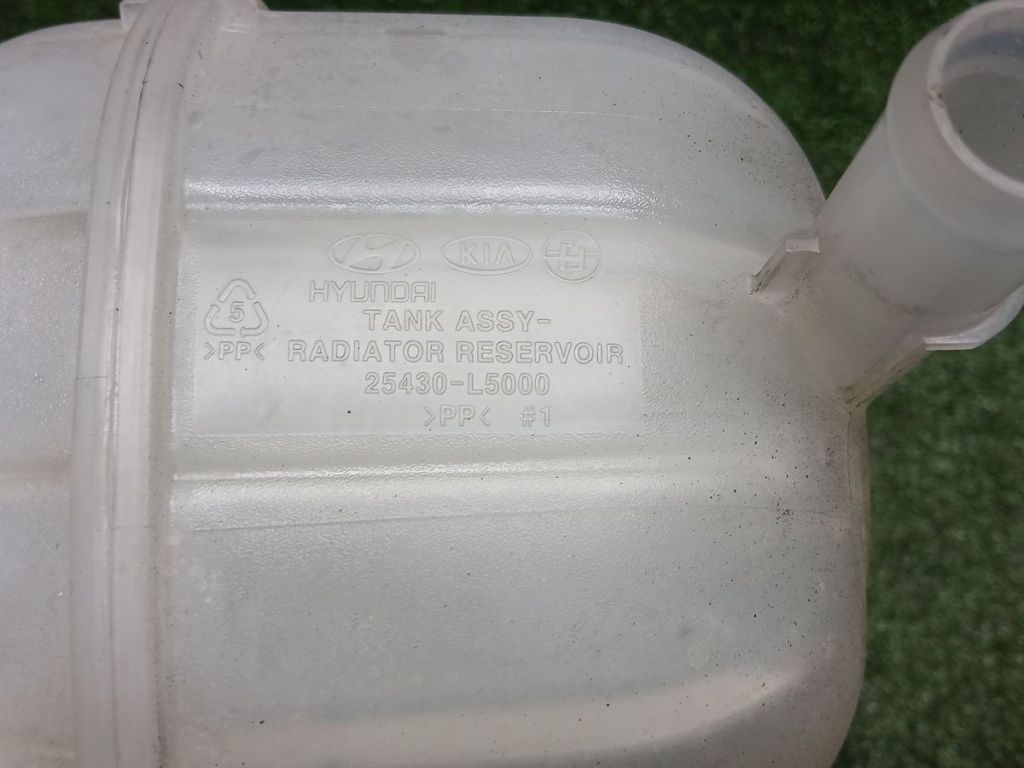 KIA
HYUNDAI
5
>PP<
TANK ASSY-
RADIATOR RESERVOIR
25430-L5000
>PP< #1